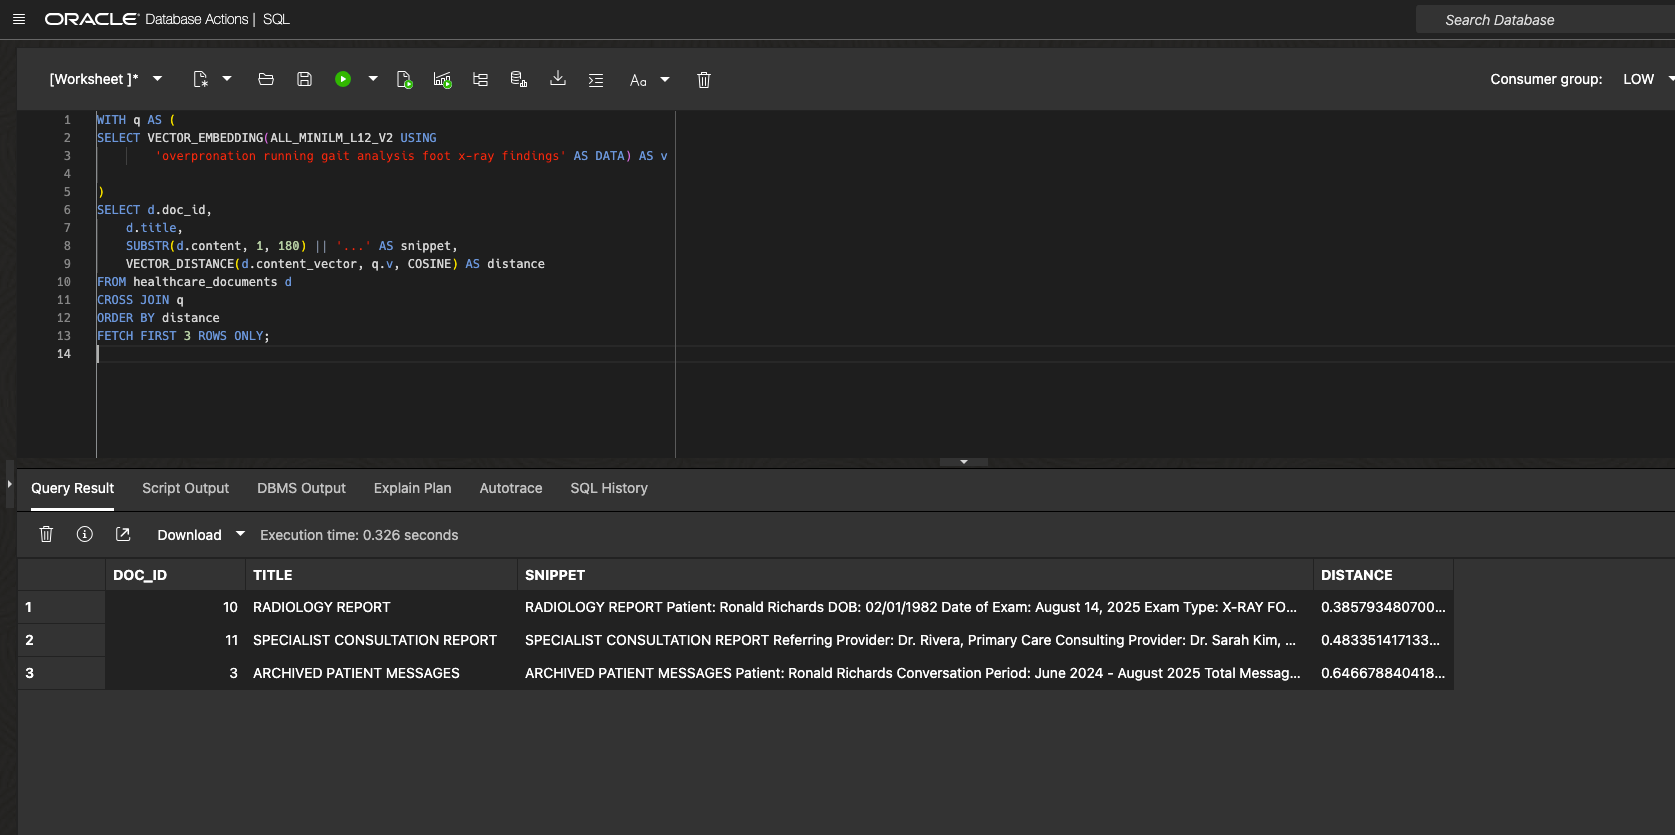 ORACLE Database Actions | SQL
Search Database
[Worksheet ]*
Aa
Consumer group: LOW
1 WITH q AS (
2 SELECT VECTOR_EMBEDDING(ALL_MINILM_L12_V2 USING
3 'overpronation running gait analysis foot x-ray findings' AS DATA) AS v
4
5 )
6 SELECT d.doc_id,
7 d.title,
8 SUBSTR(d.content, 1, 180) || '...' AS snippet,
9 VECTOR_DISTANCE(d.content_vector, q.v, COSINE) AS distance
10 FROM healthcare_documents d
11 CROSS JOIN q
12 ORDER BY distance
13 FETCH FIRST 3 ROWS ONLY;
14
Query Result Script Output DBMS Output Explain Plan Autotrace SQL History
Download Execution time: 0.326 seconds
DOC_ID TITLE SNIPPET DISTANCE
1 10 RADIOLOGY REPORT RADIOLOGY REPORT Patient: Ronald Richards DOB: 02/01/1982 Date of Exam: August 14, 2025 Exam Type: X-RAY FO... 0.385793480700...
2 11 SPECIALIST CONSULTATION REPORT SPECIALIST CONSULTATION REPORT Referring Provider: Dr. Rivera, Primary Care Consulting Provider: Dr. Sarah Kim, ... 0.483351417133...
3 3 ARCHIVED PATIENT MESSAGES ARCHIVED PATIENT MESSAGES Patient: Ronald Richards Conversation Period: June 2024 - August 2025 Total Messag... 0.646678840418...